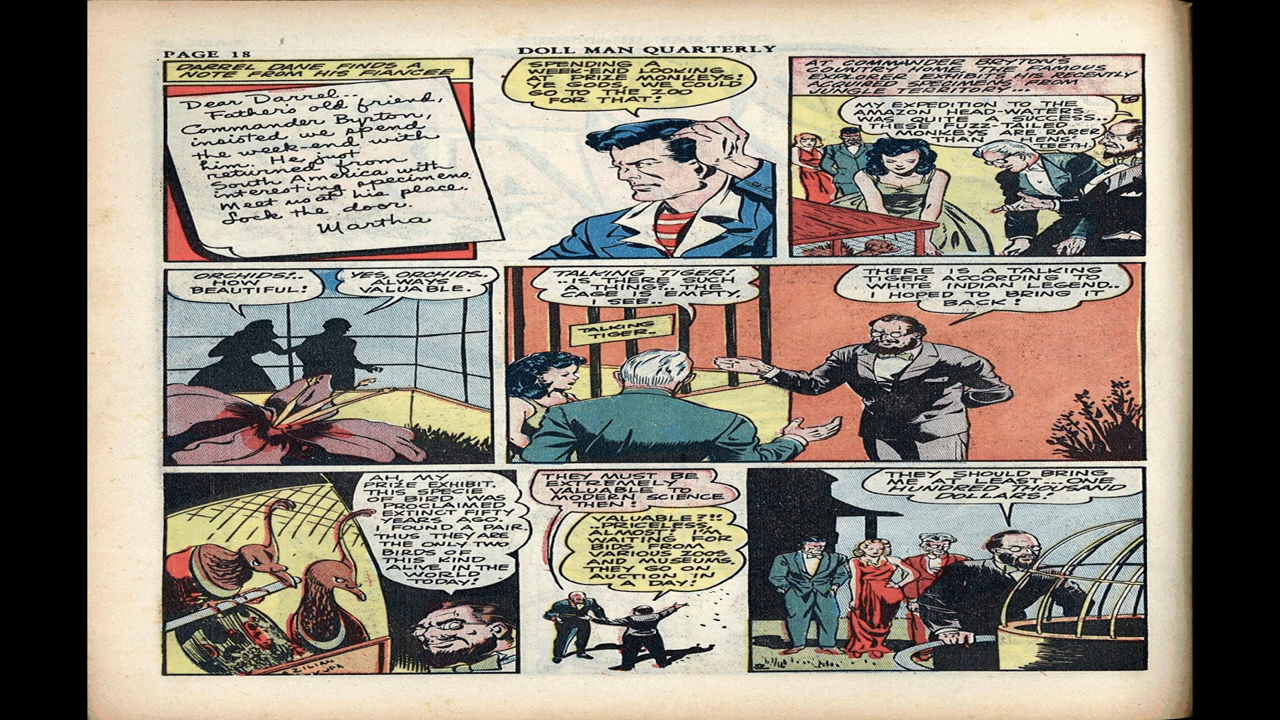 PAGE 18
DOLL MAN QUARTERLY
DARREL DANE FINDS A
NOTE FROM HIS FIANCEE
Dear Darrel...
Father's old friend,
Commander Bryton,
insisted we spend
the week-end with
him. He just
returned from
South America with
interesting specimens.
Meet us at his place.
Lock the door.
Martha
SPENDING A
WEEK-END LOOKING
AT PRIZE MONKEYS!
YE GODS, WE COULD
GO TO THE ZOO
FOR THAT!
AT COMMANDER BRYTON'S
COUNTRY HOME, THE FAMOUS
EXPLORER EXHIBITS HIS RECENTLY
ACQUIRED SPECIMENS FROM
JUNGLE TERRITORY...
MY EXPEDITION TO THE
AMAZON HEAD-WATERS
WAS QUITE A SUCCESS..
THESE TAILED
MONKEYS ARE RARER
THAN HENS'
TEETH!
ORCHIDS!..
HOW
BEAUTIFUL!
YES, ORCHIDS..
ALWAYS
VALUABLE.
TALKING TIGER!
..IS THERE SUCH
A THING? THE
CAGE IS EMPTY,
I SEE...
TALKING
TIGER..
THERE IS A TALKING
TIGER ACCORDING TO
WHITE INDIAN LEGEND..
I HOPED TO BRING IT
BACK!
AH, MY
PRIZE EXHIBIT.
THIS SPECIE
OF BIRD, WAS
PROCLAIMED
EXTINCT FIFTY
YEARS AGO.
I FOUND A PAIR.
THUS THEY ARE
THE ONLY TWO
BIRDS OF
THIS KIND
ALIVE IN THE
WORLD
TODAY!
THEY MUST BE
EXTREMELY
VALUABLE TO
MODERN SCIENCE
THEN!
VALUABLE?!!
..PRICELESS,
ALMOST! I'M
WAITING FOR
BIDS FROM
VARIOUS ZOOS
AND MUSEUMS.
THEY GO ON
AUCTION IN
A DAY!
THEY SHOULD BRING
ME AT LEAST ONE
HUNDRED THOUSAND
DOLLARS!